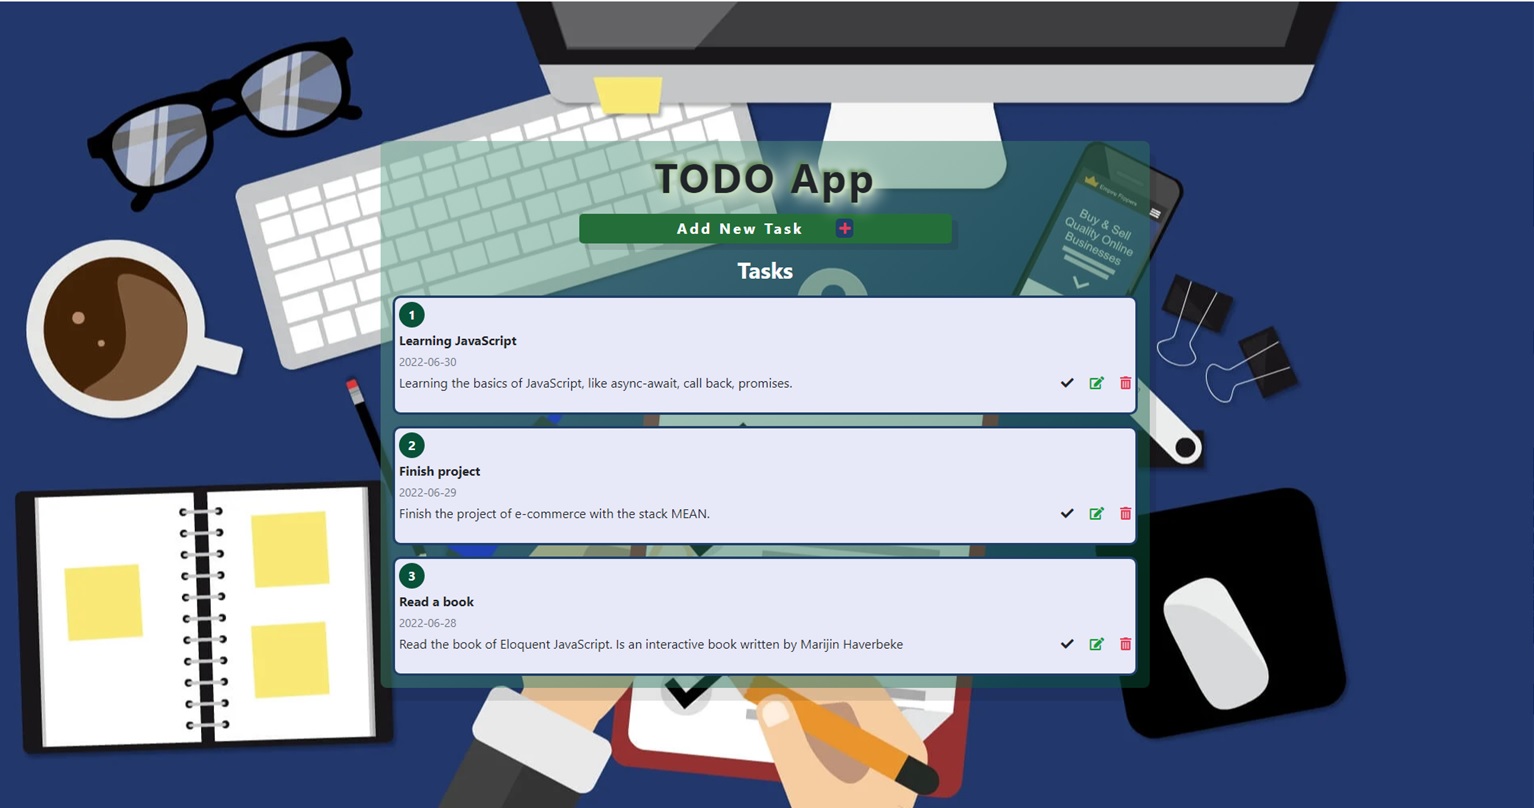 TODO App
Add New Task
Tasks
1
Learning JavaScript
2022-06-30
Learning the basics of JavaScript, like async-await, call back, promises.
2
Finish project
2022-06-29
Finish the project of e-commerce with the stack MEAN.
3
Read a book
2022-06-28
Read the book of Eloquent JavaScript. Is an interactive book written by Marijin Haverbeke
Empire Flippers
Buy & Sell
Quality Online
Businesses